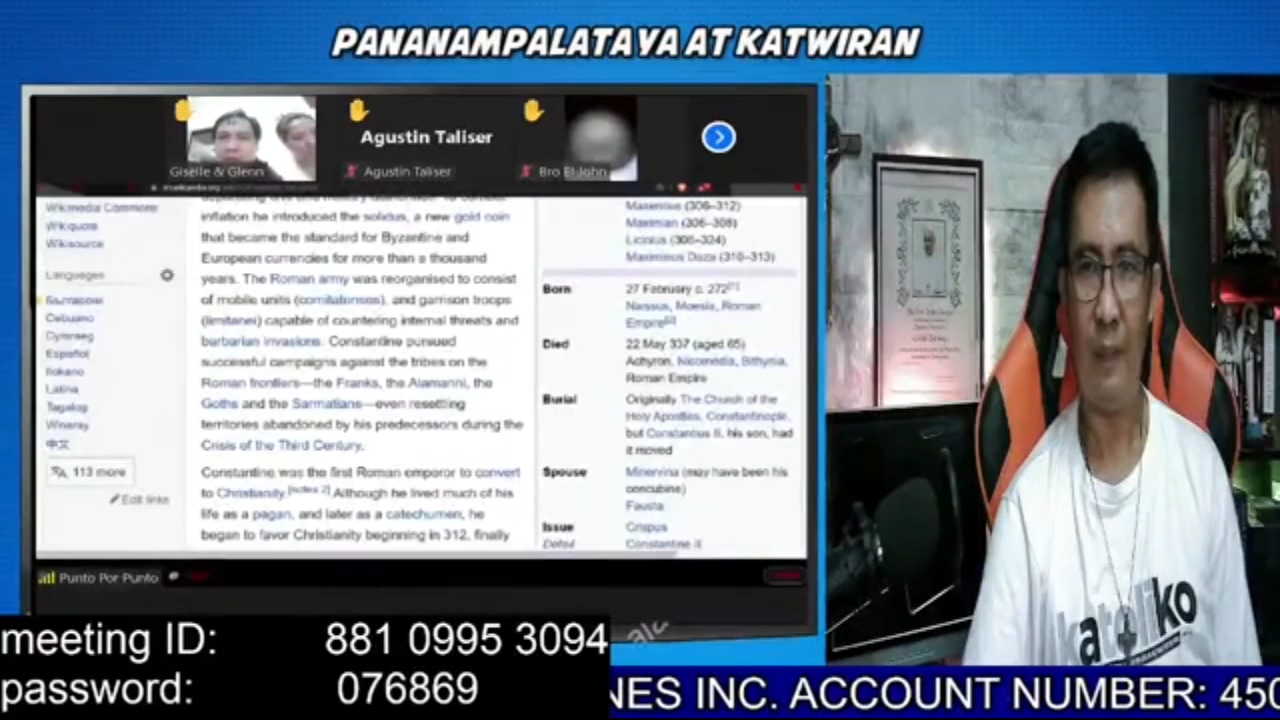 PANANAMPALATAYA AT KATWIRAN
Giselle & Glenn
Agustin Taliser
Agustin Taliser
Bro El John
Wikimedia Commons
Wikiquote
Wikisource
Languages
Български
Cebuano
Cymraeg
Español
Ilokano
Latina
Tagalog
Winaray
中文
113 more
Edit links
inflation he introduced the solidus, a new gold coin
that became the standard for Byzantine and
European currencies for more than a thousand
years. The Roman army was reorganised to consist
of mobile units (comitatenses), and garrison troops
(limitanei) capable of countering internal threats and
barbarian invasions. Constantine pursued
successful campaigns against the tribes on the
Roman frontiers—the Franks, the Alamanni, the
Goths and the Sarmatians—even resettling
territories abandoned by his predecessors during the
Crisis of the Third Century.
Constantine was the first Roman emperor to convert
to Christianity.[notes 2] Although he lived much of his
life as a pagan, and later as a catechumen, he
began to favor Christianity beginning in 312, finally
Maxentius (306–312)
Maximian (306–308)
Licinius (308–324)
Maximinus Daza (310–313)
Born
27 February c. 272[1]
Naissus, Moesia, Roman
Empire[2]
Died
22 May 337 (aged 65)
Achyron, Nicomedia, Bithynia,
Roman Empire
Burial
Originally The Church of the
Holy Apostles, Constantinople,
but Constantius II, his son, had
it moved
Spouse
Minervina (may have been his
concubine)
Fausta
Issue
Detail
Crispus
Constantine II
Punto Por Punto
meeting ID: 881 0995 3094
password: 076869
NES INC. ACCOUNT NUMBER: 450
katoliko